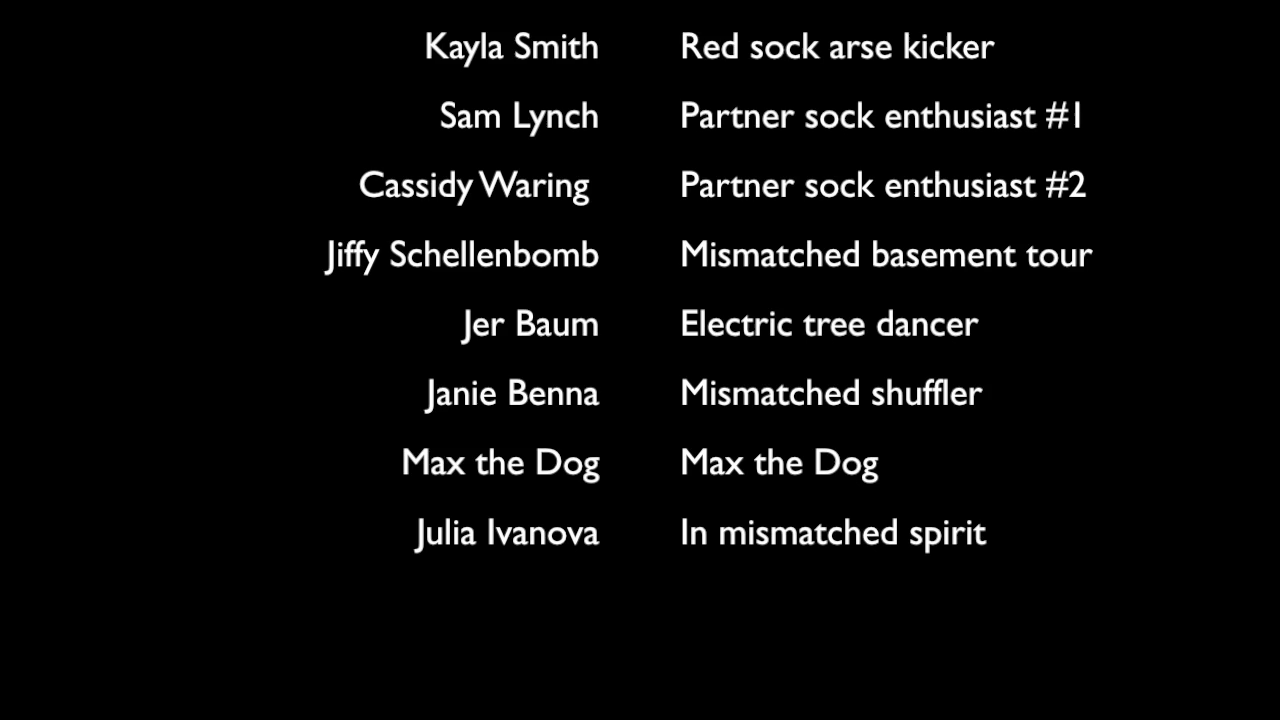 Kayla Smith Red sock arse kicker
Sam Lynch Partner sock enthusiast #1
Cassidy Waring Partner sock enthusiast #2
Jiffy Schellenbomb Mismatched basement tour
Jer Baum Electric tree dancer
Janie Benna Mismatched shuffler
Max the Dog Max the Dog
Julia Ivanova In mismatched spirit